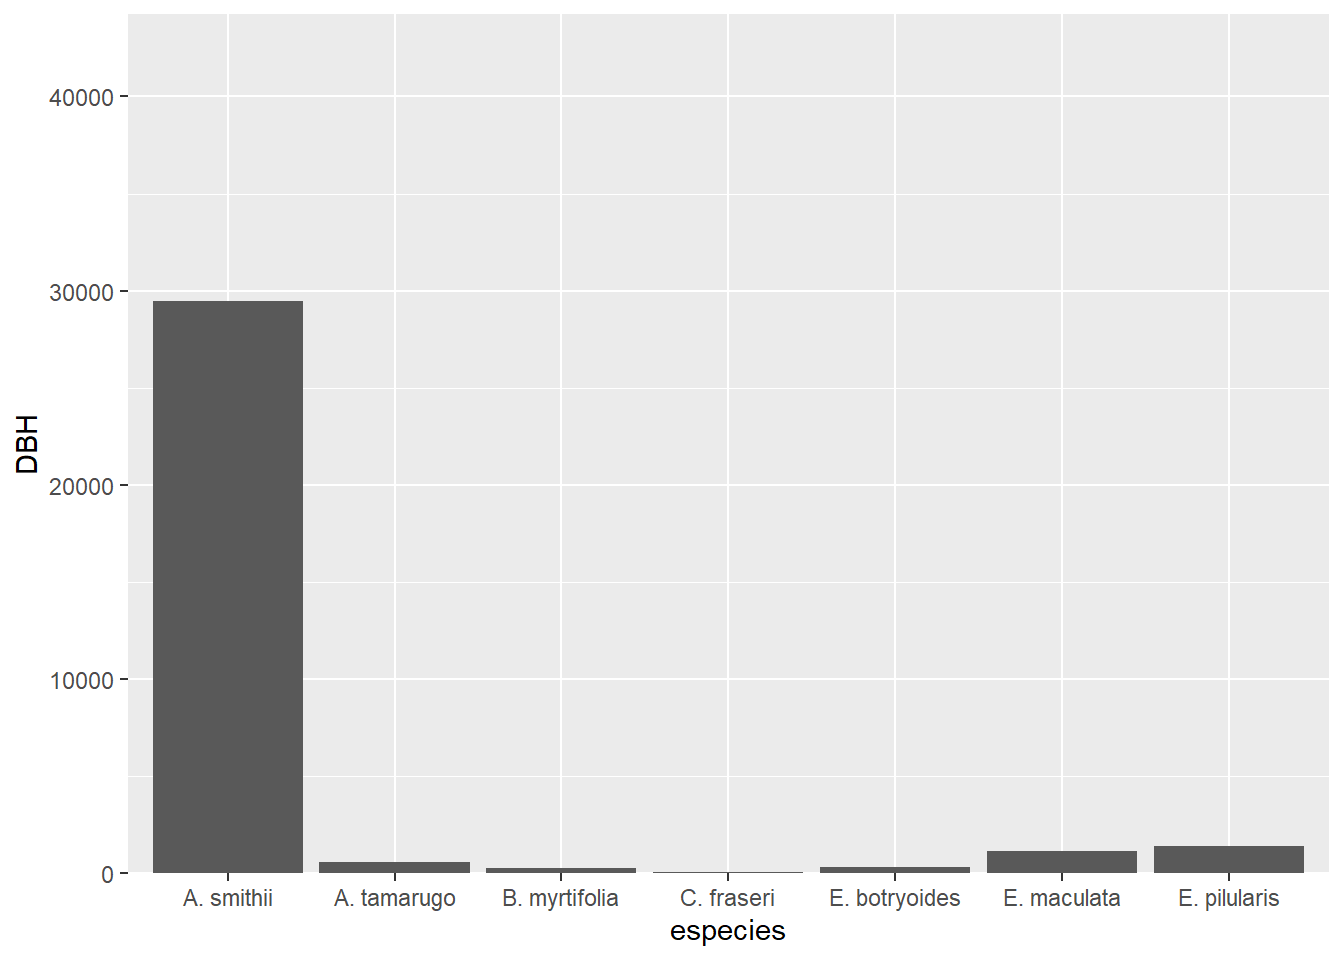 40000
30000
20000
10000
0
DBH
A. smithii
A. tamarugo
B. myrtifolia
C. fraseri
E. botryoides
E. maculata
E. pilularis
especies